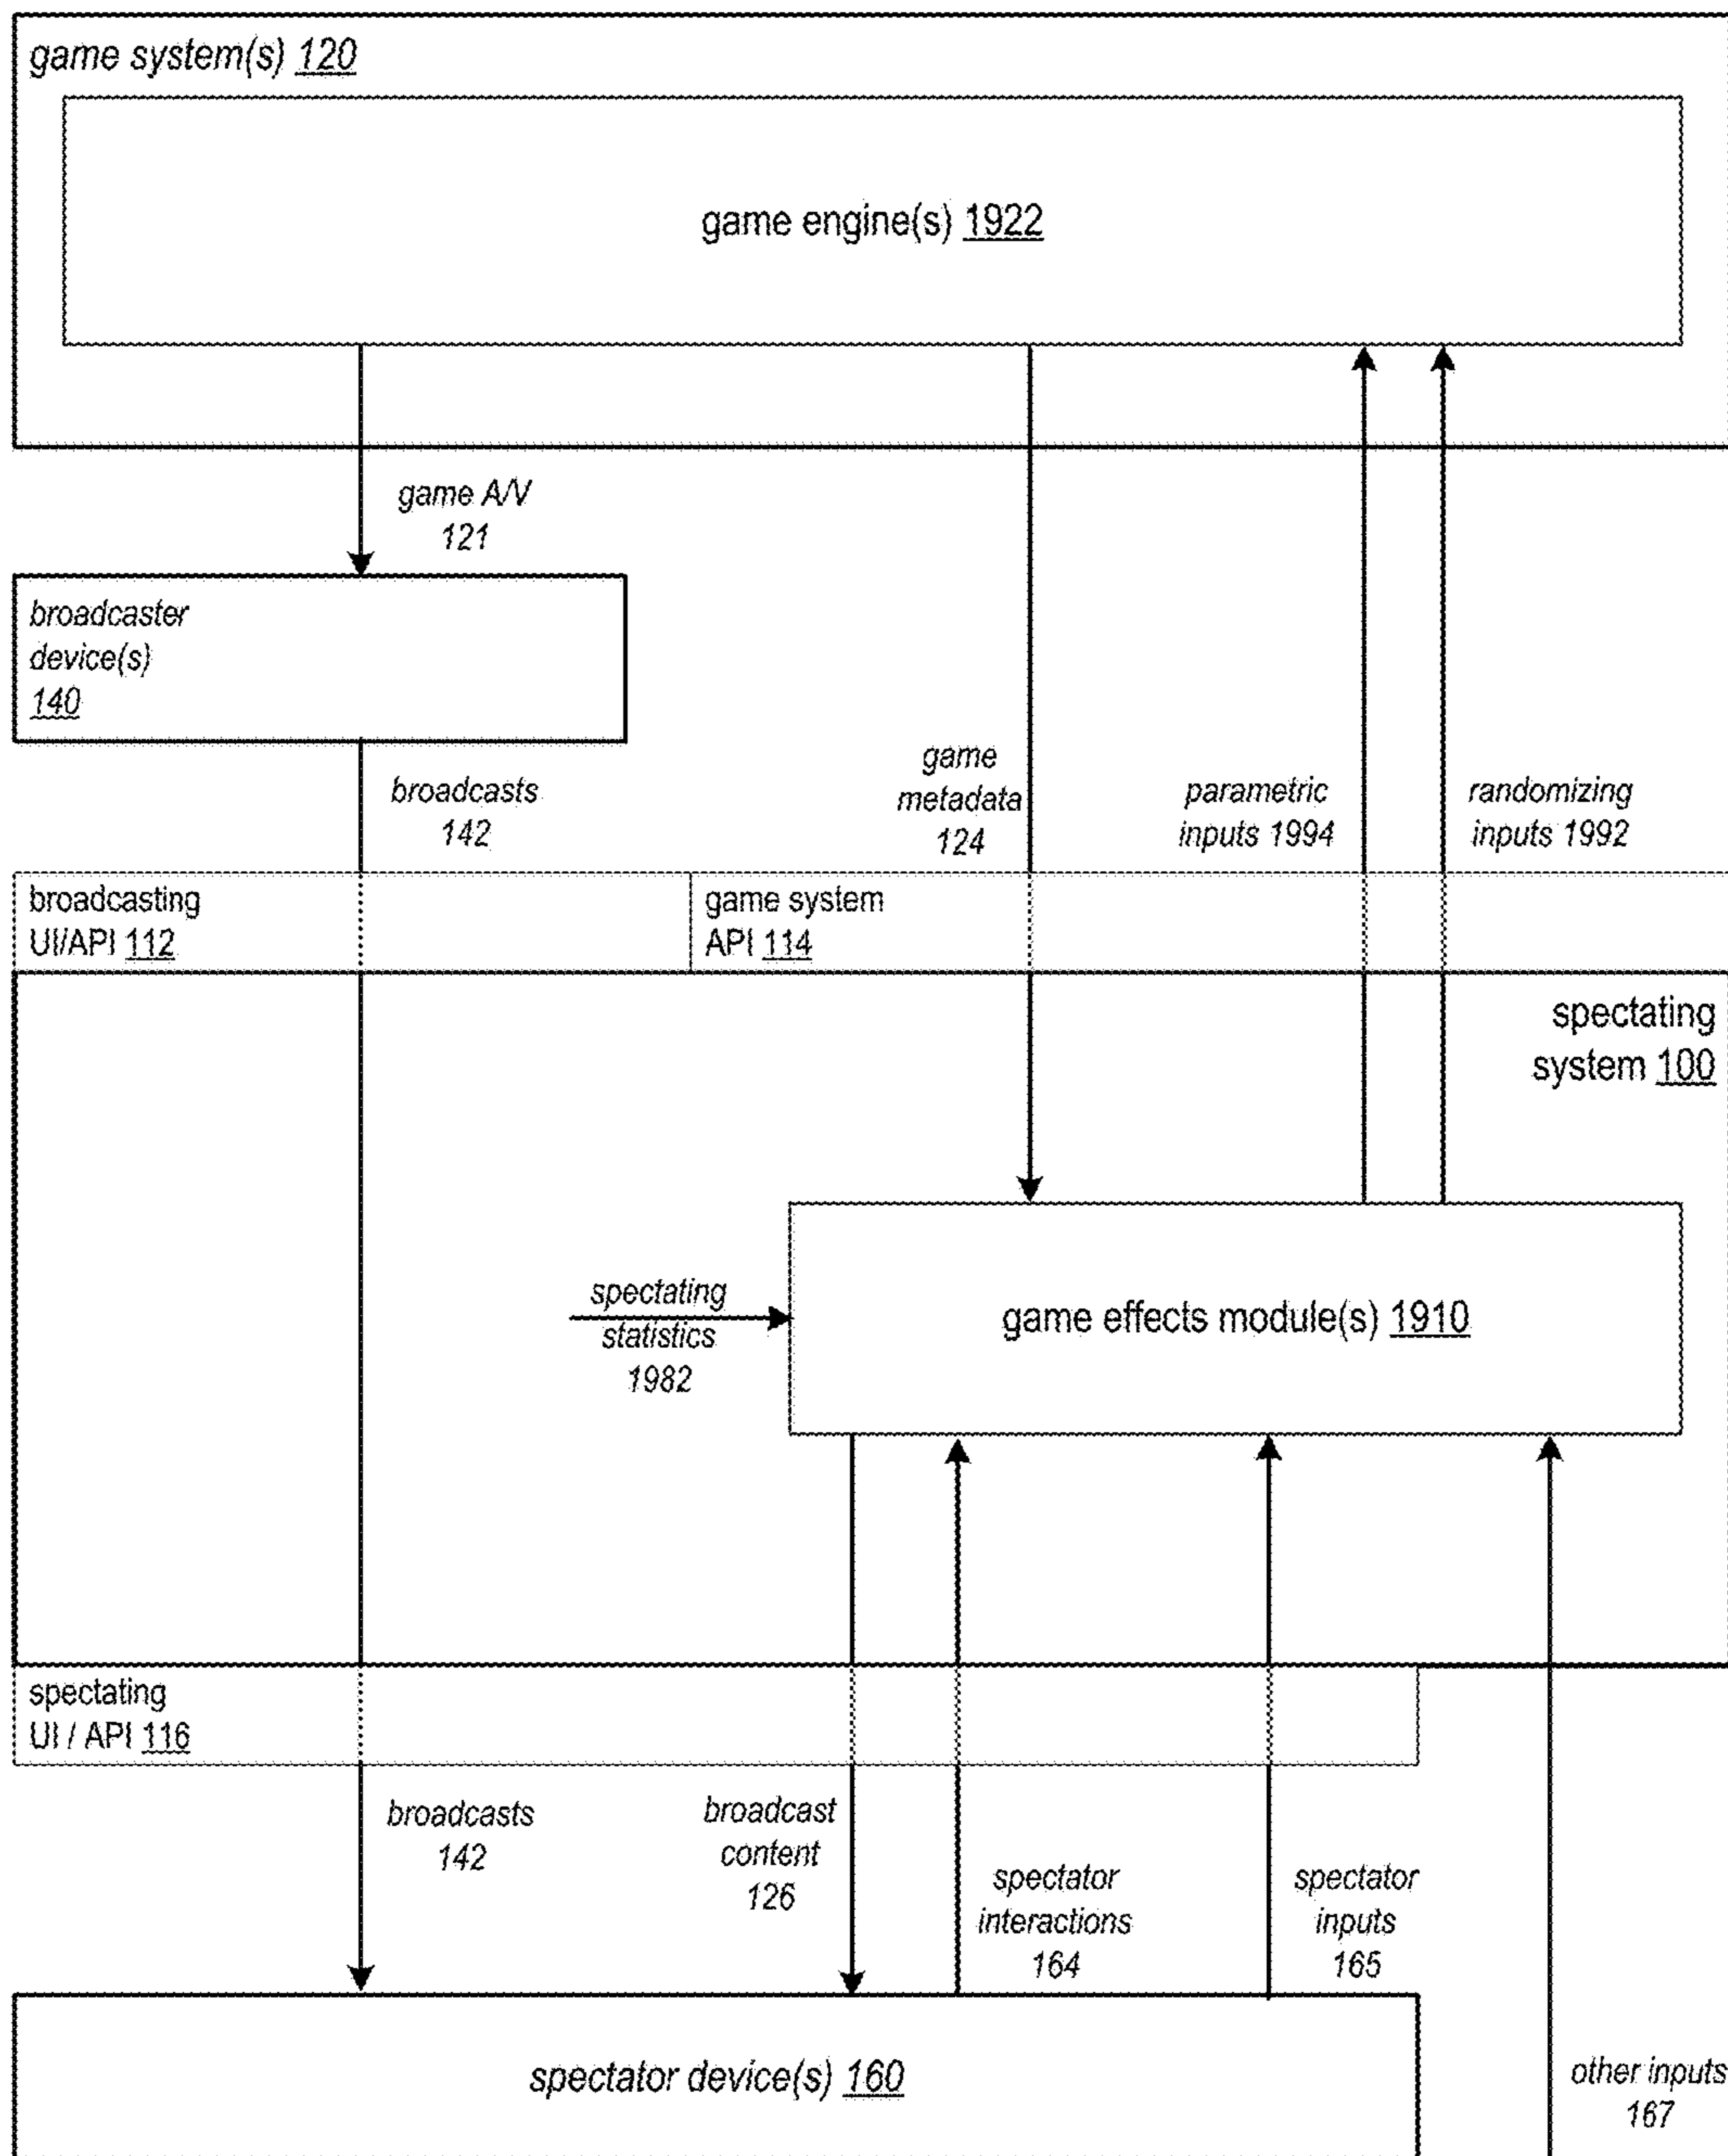 game system(s) 120
game engine(s) 1922
game A/V
121
broadcaster
device(s)
140
broadcasts
142
game
metadata
124
parametric
inputs 1994
randomizing
inputs 1992
broadcasting
UI/API 112
game system
API 114
spectating
system 100
spectating
statistics
1982
game effects module(s) 1910
spectating
UI / API 116
broadcasts
142
broadcast
content
126
spectator
interactions
164
spectator
inputs
165
spectator device(s) 160
other inputs
167